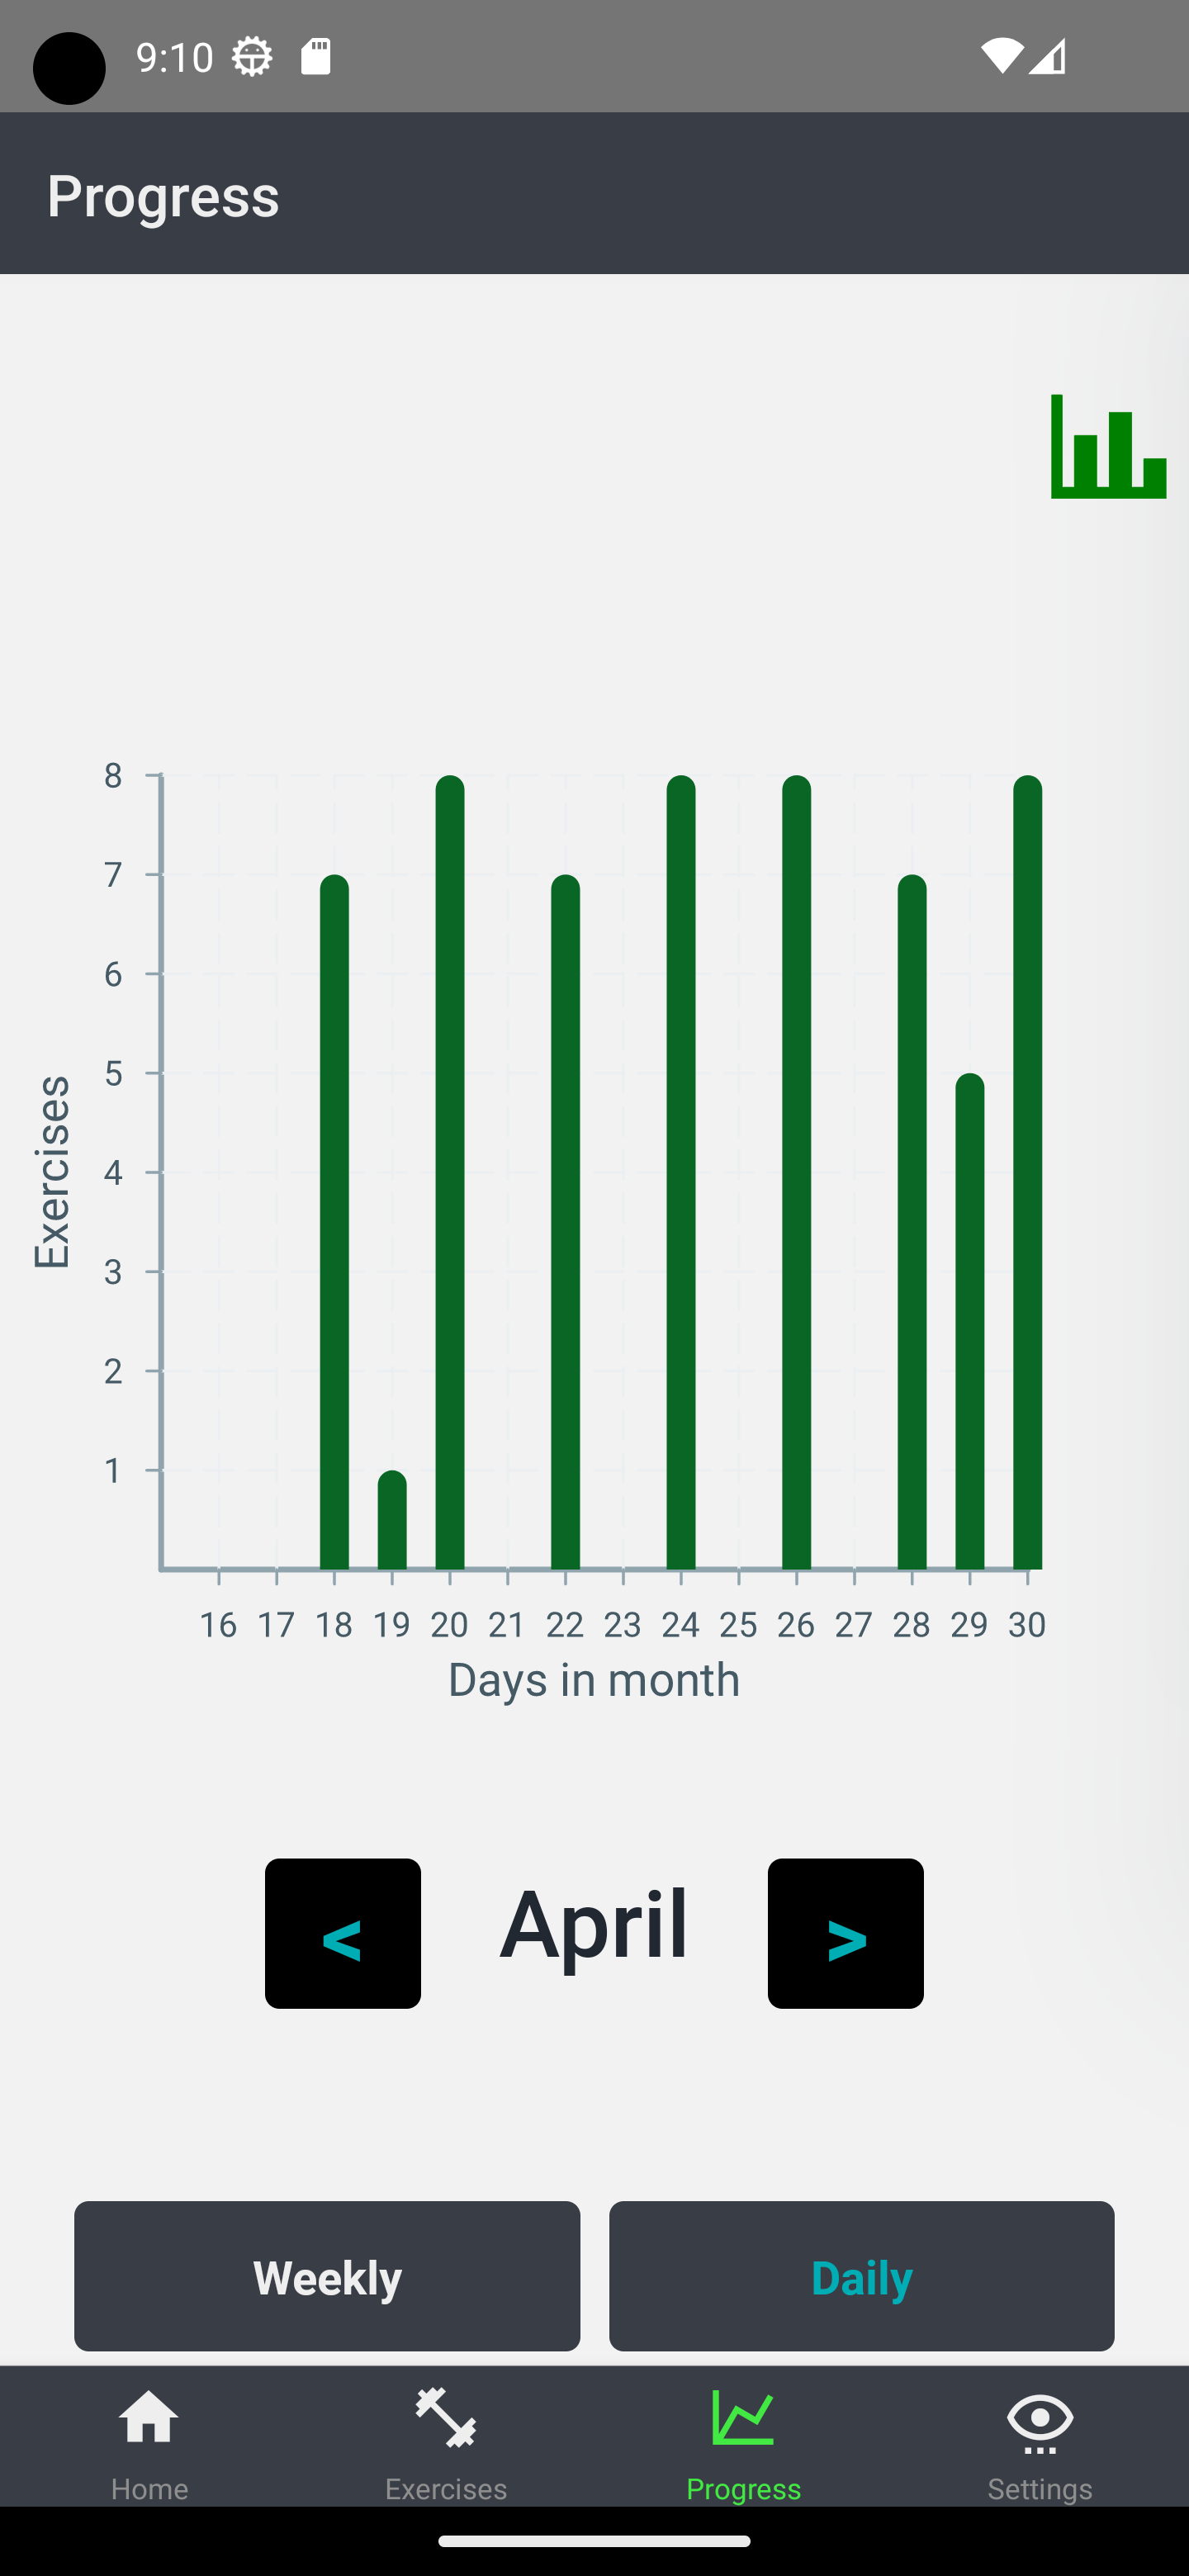 9:10
Progress
8
7
6
5
4
3
2
1
Exercises
16 17 18 19 20 21 22 23 24 25 26 27 28 29 30
Days in month
< April >
Weekly Daily
Home Exercises Progress Settings